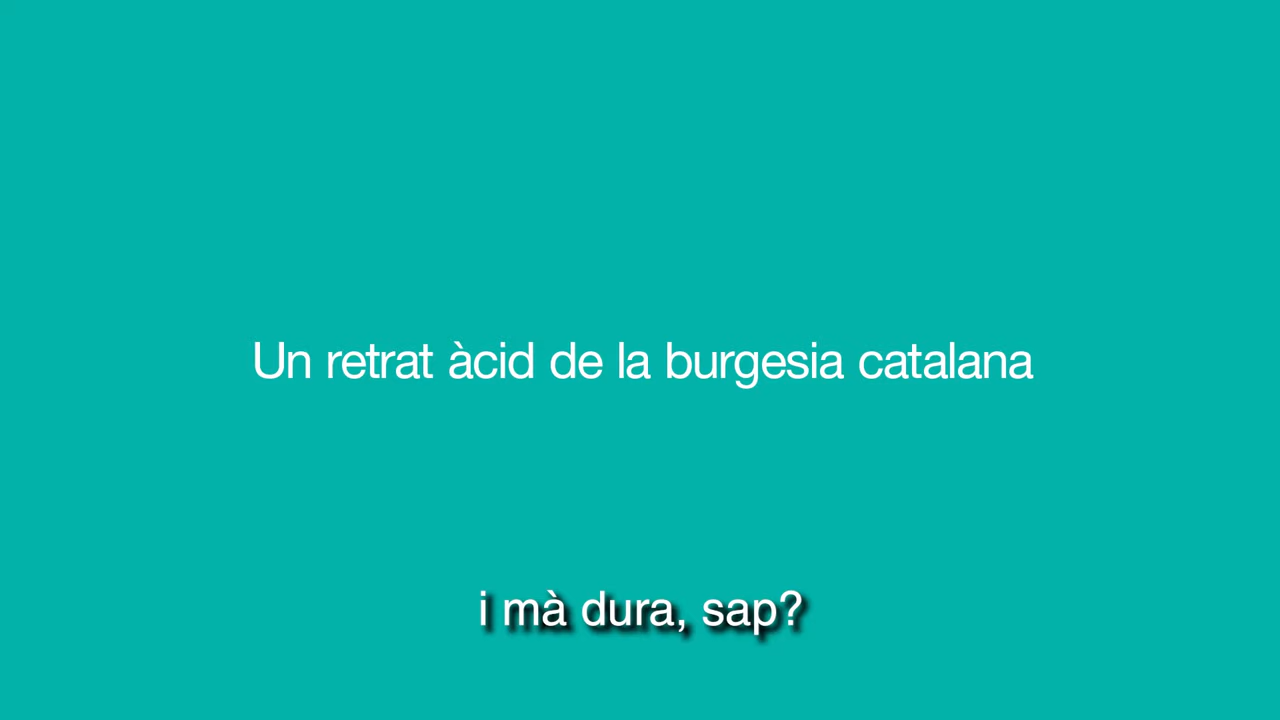 Un retrat àcid de la burgesia catalana
i mà dura, sap?